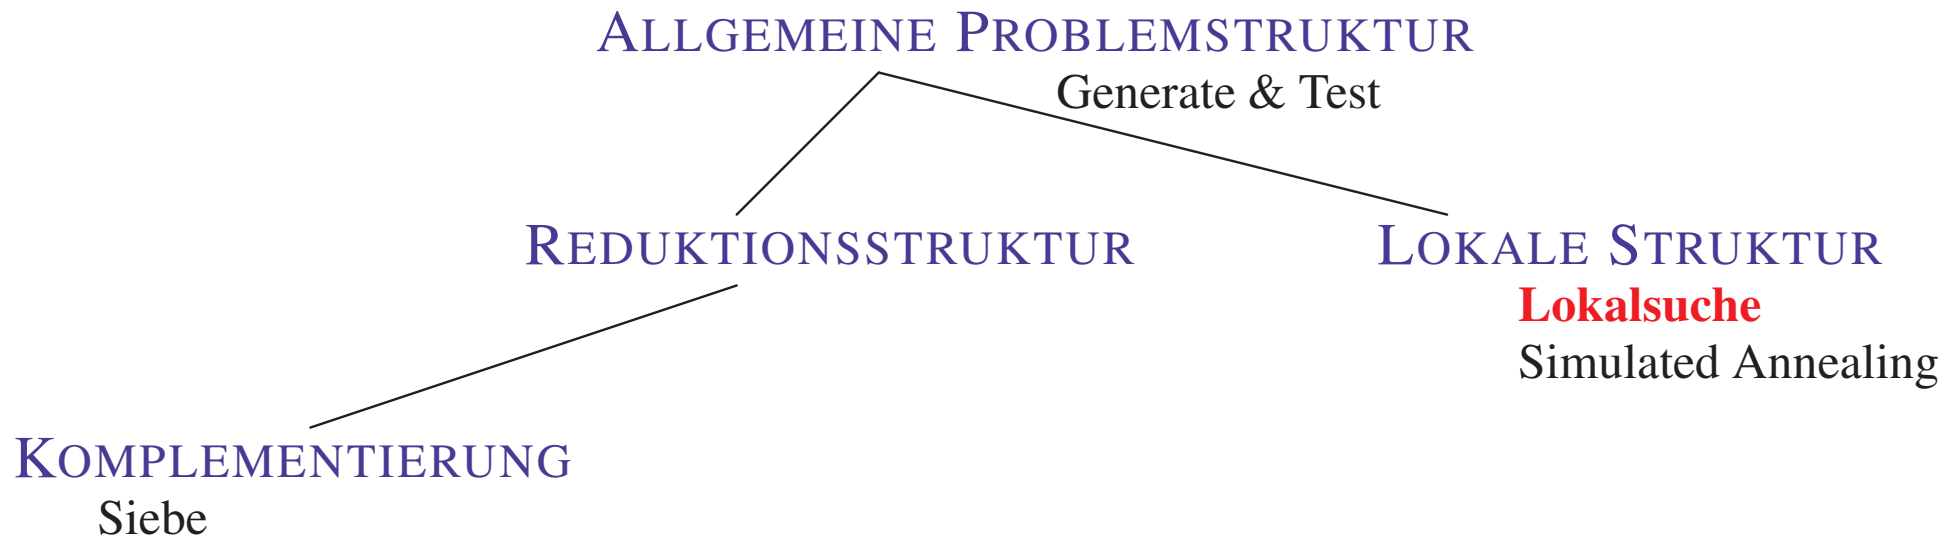 ALLGEMEINE PROBLEMSTRUKTUR
Generate & Test
REDUKTIONSSTRUKTUR
LOKALE STRUKTUR
Lokalsuche
Simulated Annealing
KOMPLEMENTIERUNG
Siebe